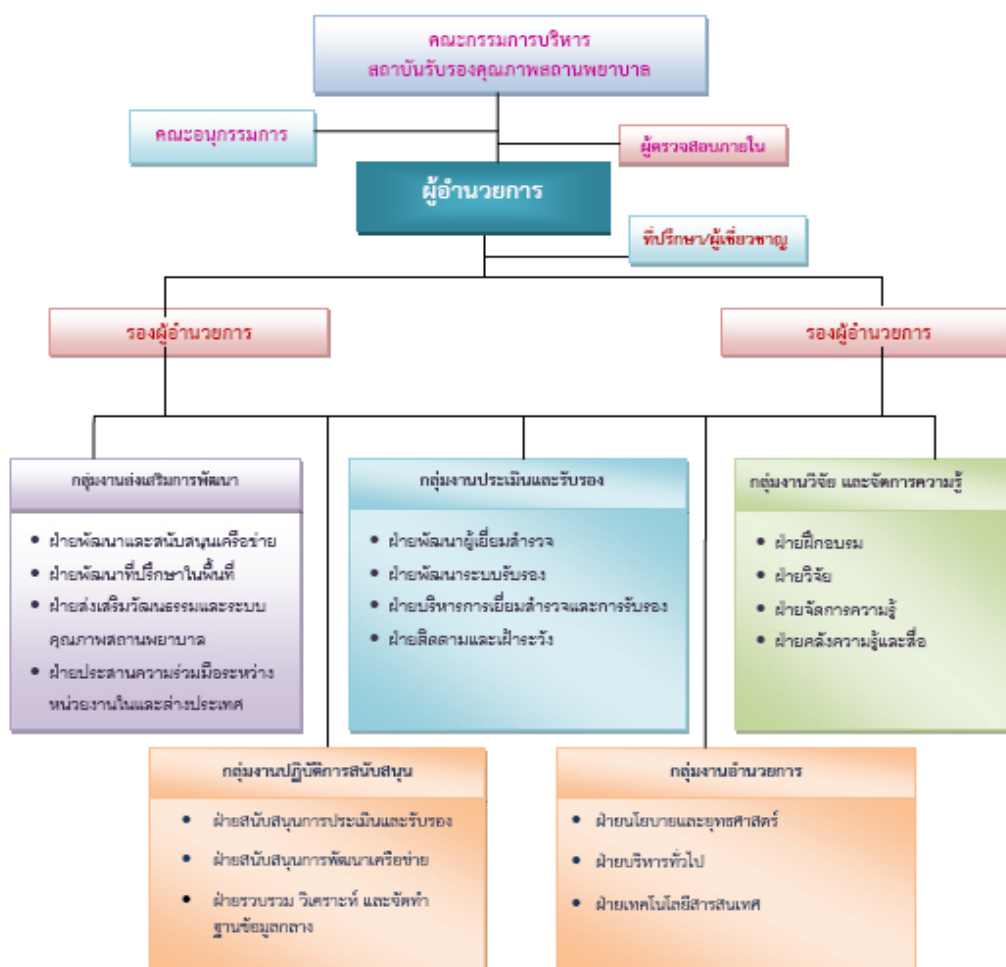 คณะกรรมการบริหาร
สถาบันรับรองคุณภาพสถานพยาบาล
คณะอนุกรรมการ
ผู้ตรวจสอบภายใน
ผู้อำนวยการ
ที่ปรึกษา/ผู้เชี่ยวชาญ
รองผู้อำนวยการ
รองผู้อำนวยการ
กลุ่มงานส่งเสริมการพัฒนา
• ฝ่ายพัฒนาและสนับสนุนเครือข่าย
• ฝ่ายพัฒนาที่ปรึกษาในพื้นที่
• ฝ่ายส่งเสริมวัฒนธรรมและระบบ
คุณภาพสถานพยาบาล
• ฝ่ายประสานความร่วมมือระหว่าง
หน่วยงานในและต่างประเทศ
กลุ่มงานประเมินและรับรอง
• ฝ่ายพัฒนาผู้เยี่ยมสำรวจ
• ฝ่ายพัฒนาระบบรับรอง
• ฝ่ายบริหารการเยี่ยมสำรวจและการรับรอง
• ฝ่ายติดตามและเฝ้าระวัง
กลุ่มงานวิจัย และจัดการความรู้
• ฝ่ายฝึกอบรม
• ฝ่ายวิจัย
• ฝ่ายจัดการความรู้
• ฝ่ายคลังความรู้และสื่อ
กลุ่มงานปฏิบัติการสนับสนุน
• ฝ่ายสนับสนุนการประเมินและรับรอง
• ฝ่ายสนับสนุนการพัฒนาเครือข่าย
• ฝ่ายรวบรวม วิเคราะห์ และจัดทำ
ฐานข้อมูลกลาง
กลุ่มงานอำนวยการ
• ฝ่ายนโยบายและยุทธศาสตร์
• ฝ่ายบริหารทั่วไป
• ฝ่ายเทคโนโลยีสารสนเทศ